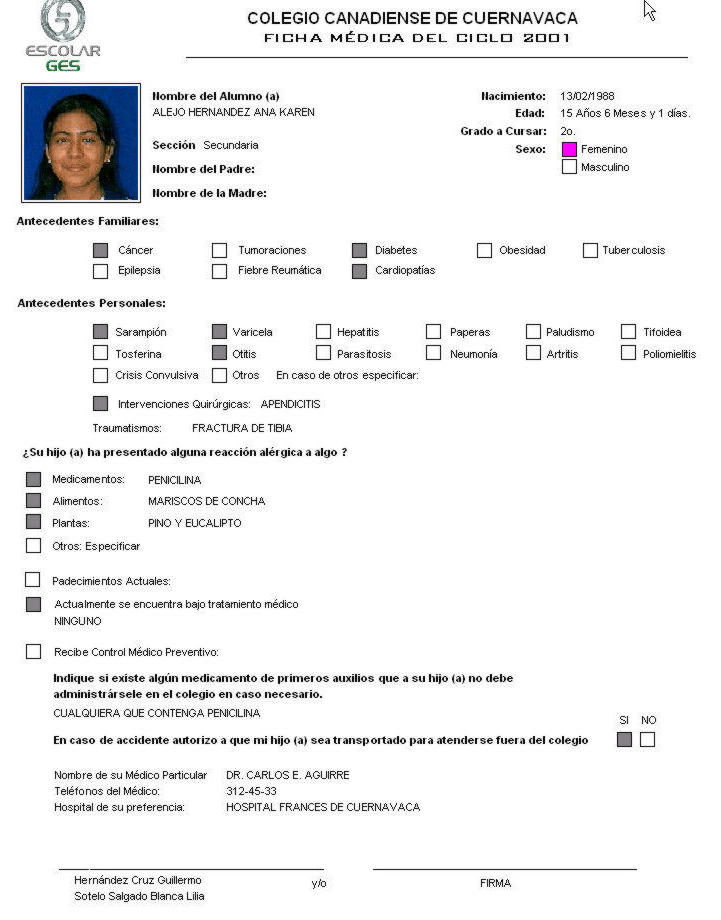 COLEGIO CANADIENSE DE CUERNAVACA
FICHA MÉDICA DEL CICLO 2001
ESCOLAR
GES
Nombre del Alumno (a)
ALEJO HERNANDEZ ANA KAREN
Nacimiento: 13/02/1988
Edad: 15 Años 6 Meses y 1 días.
Grado a Cursar: 2o.
Sección Secundaria
Sexo: Femenino
Masculino
Nombre del Padre:
Nombre de la Madre:
Antecedentes Familiares:
Cáncer Tumoraciones Diabetes Obesidad Tuberculosis
Epilepsia Fiebre Reumática Cardiopatías
Antecedentes Personales:
Sarampión Varicela Hepatitis Paperas Paludismo Tifoidea
Tosferina Otitis Parasitosis Neumonía Artritis Poliomielitis
Crisis Convulsiva Otros En caso de otros especificar:
Intervenciones Quirúrgicas: APENDICITIS
Traumatismos: FRACTURA DE TIBIA
¿Su hijo (a) ha presentado alguna reacción alérgica a algo ?
Medicamentos: PENICILINA
Alimentos: MARISCOS DE CONCHA
Plantas: PINO Y EUCALIPTO
Otros: Especificar
Padecimientos Actuales:
Actualmente se encuentra bajo tratamiento médico
NINGUNO
Recibe Control Médico Preventivo:
Indique si existe algún medicamento de primeros auxilios que a su hijo (a) no debe
administrársele en el colegio en caso necesario.
CUALQUIERA QUE CONTENGA PENICILINA
SI NO
En caso de accidente autorizo a que mi hijo (a) sea transportado para atenderse fuera del colegio
Nombre de su Médico Particular DR. CARLOS E. AGUIRRE
Teléfonos del Médico: 312-45-33
Hospital de su preferencia: HOSPITAL FRANCES DE CUERNAVACA
Hernández Cruz Guillermo
y/o FIRMA
Sotelo Salgado Blanca Lilia